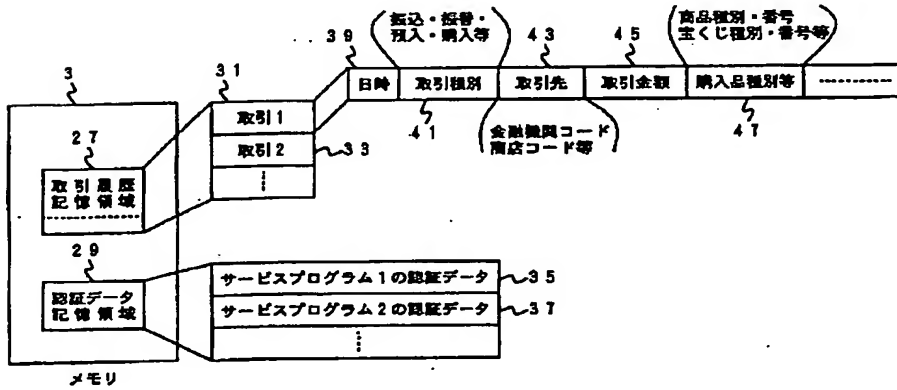 振込・振替・
預入・購入等
商品種別・番号
宝くじ種別・番号等
39
43
45
日時
取引種別
取引先
取引金額
購入品種別等
41
金融機関コード
商店コード等
47
3
31
取引1
取引2
33
27
取引履歴
記憶領域
29
認証データ
記憶領域
サービスプログラム1の認証データ
35
サービスプログラム2の認証データ
37
メモリ